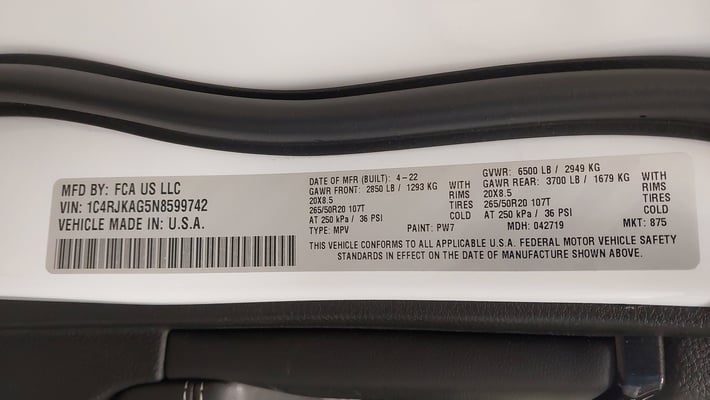 MFD BY: FCA US LLC
VIN: 1C4RJKAG5N8599742
VEHICLE MADE IN: U.S.A.
DATE OF MFR (BUILT): 4-22
GAWR FRONT: 2850 LB / 1293 KG WITH
20X8.5 RIMS
265/50R20 107T TIRES
AT 250 kPa / 36 PSI COLD
TYPE: MPV PAINT: PW7
GVWR: 6500 LB / 2949 KG
GAWR REAR: 3700 LB / 1679 KG WITH
20X8.5 RIMS
265/50R20 107T TIRES
AT 250 kPa / 36 PSI COLD
MDH: 042719 MKT: 875
THIS VEHICLE CONFORMS TO ALL APPLICABLE U.S.A. FEDERAL MOTOR VEHICLE SAFETY
STANDARDS IN EFFECT ON THE DATE OF MANUFACTURE SHOWN ABOVE.